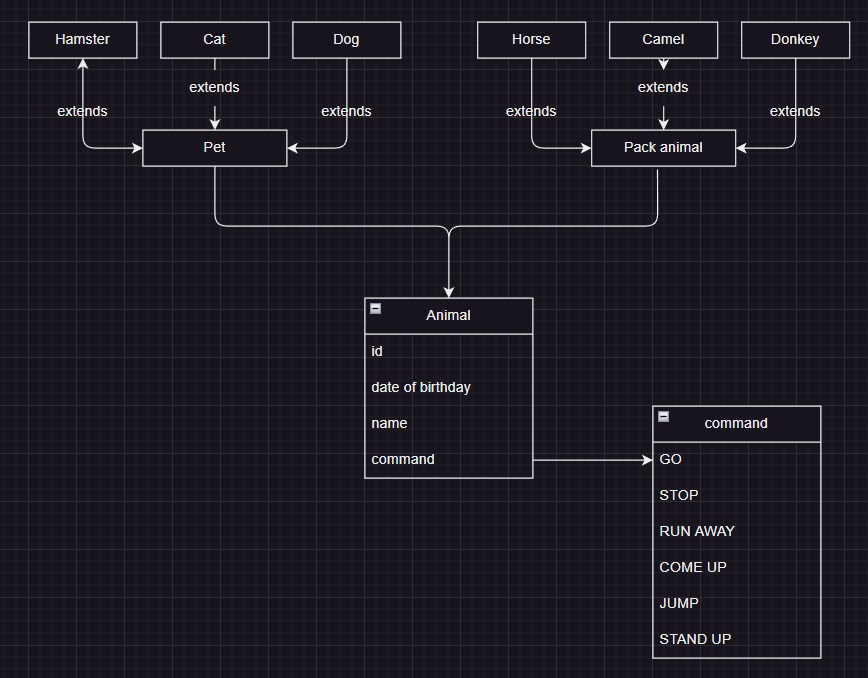 Hamster
Cat
Dog
Horse
Camel
Donkey
extends
extends
extends
extends
extends
extends
Pet
Pack animal
Animal
id
date of birthday
name
command
command
GO
STOP
RUN AWAY
COME UP
JUMP
STAND UP